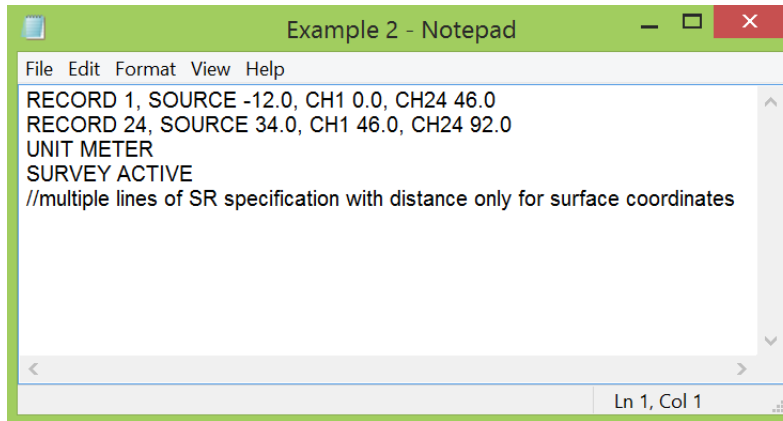 Example 2 - Notepad
File Edit Format View Help
RECORD 1, SOURCE -12.0, CH1 0.0, CH24 46.0
RECORD 24, SOURCE 34.0, CH1 46.0, CH24 92.0
UNIT METER
SURVEY ACTIVE
//multiple lines of SR specification with distance only for surface coordinates
Ln 1, Col 1